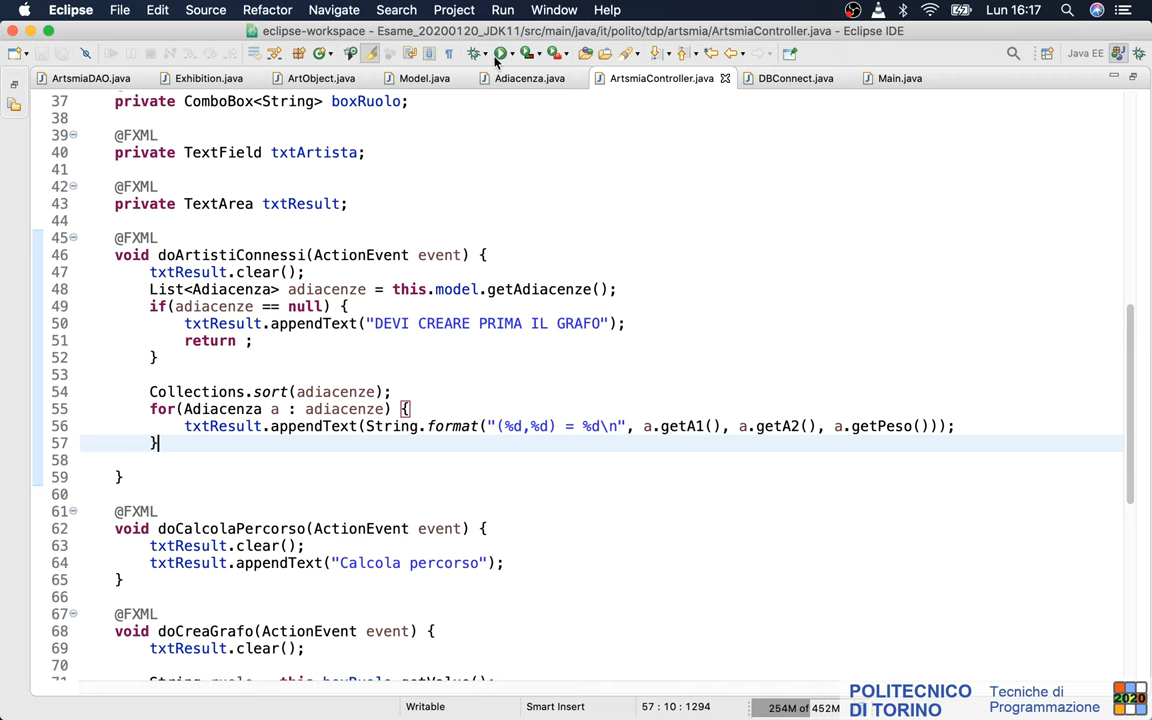 Eclipse File Edit Source Refactor Navigate Search Project Run Window Help Lun 16:17
eclipse-workspace - Esame_20200120_JDK11/src/main/java/it/polito/tdp/artsmia/ArtsmiaController.java - Eclipse IDE
Java EE
ArtsmiaDAO.java Exhibition.java ArtObject.java Model.java Adiacenza.java ArtsmiaController.java DBConnect.java Main.java
37 private ComboBox<String> boxRuolo;
38
39 @FXML
40 private TextField txtArtista;
41
42 @FXML
43 private TextArea txtResult;
44
45 @FXML
46 void doArtistiConnessi(ActionEvent event) {
47 txtResult.clear();
48 List<Adiacenza> adiacenze = this.model.getAdiacenze();
49 if(adiacenze == null) {
50 txtResult.appendText("DEVI CREARE PRIMA IL GRAFO");
51 return ;
52 }
53
54 Collections.sort(adiacenze);
55 for(Adiacenza a : adiacenze) {
56 txtResult.appendText(String.format("(%d,%d) = %d\n", a.getA1(), a.getA2(), a.getPeso()));
57 }
58
59 }
60
61 @FXML
62 void doCalcolaPercorso(ActionEvent event) {
63 txtResult.clear();
64 txtResult.appendText("Calcola percorso");
65 }
66
67 @FXML
68 void doCreaGrafo(ActionEvent event) {
69 txtResult.clear();
70
71 String ruolo = this.boxRuolo.getValue();
Writable Smart Insert 57 : 10 : 1294 254M of 452M
POLITECNICO DI TORINO
Tecniche di Programmazione
2020